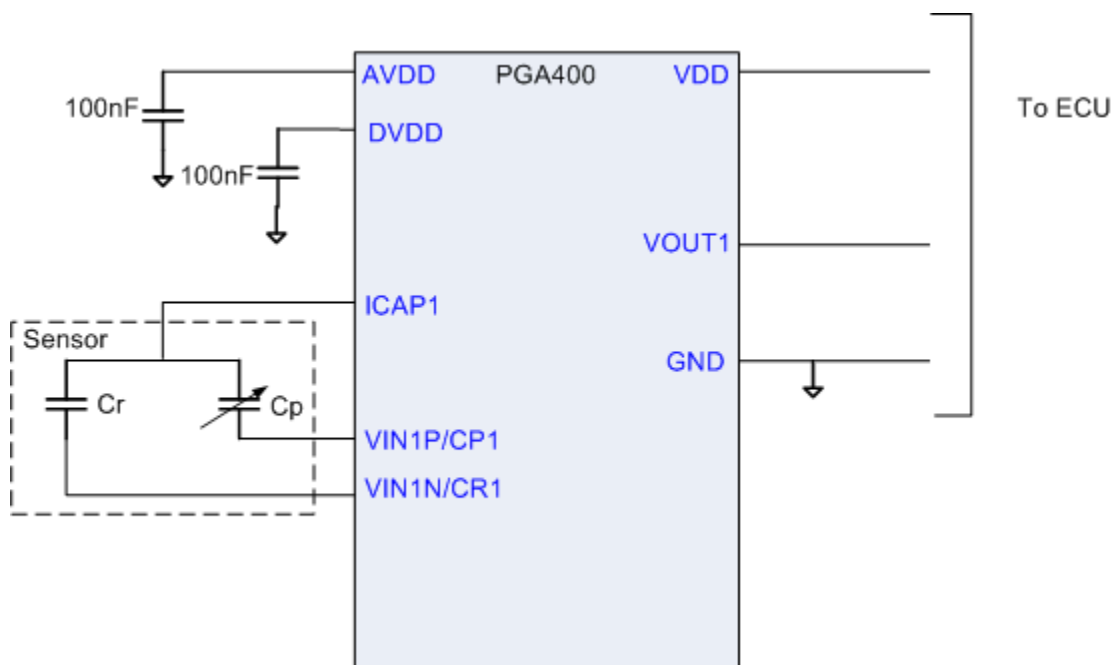 AVDD
PGA400
VDD
100nF
To ECU
DVDD
100nF
VOUT1
ICAP1
Sensor
GND
Cr
Cp
VIN1P/CP1
VIN1N/CR1